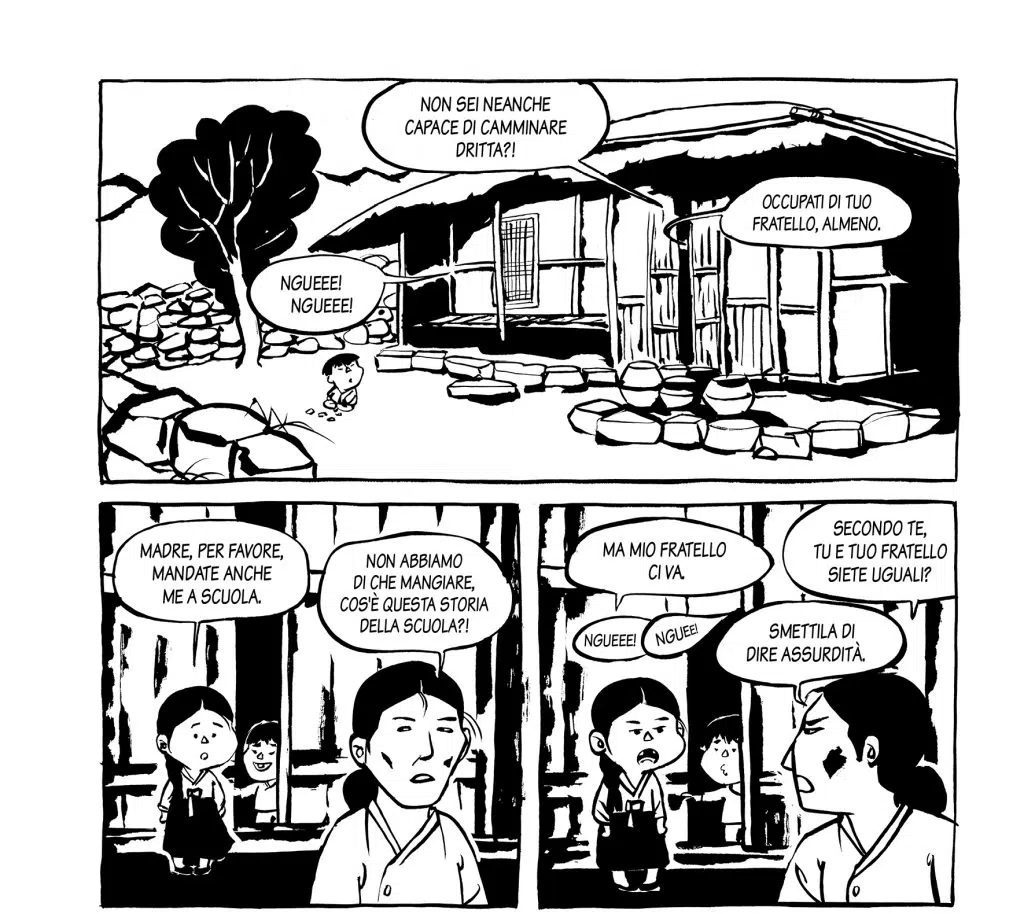 NON SEI NEANCHE
CAPACE DI CAMMINARE
DRITTA?!
OCCUPATI DI TUO
FRATELLO, ALMENO.
NGUEEE!
NGUEEE!
MADRE, PER FAVORE,
MANDATE ANCHE
ME A SCUOLA.
NON ABBIAMO
DI CHE MANGIARE,
COS'È QUESTA STORIA
DELLA SCUOLA?!
MA MIO FRATELLO
CI VA.
SECONDO TE,
TU E TUO FRATELLO
SIETE UGUALI?
NGUEEE!
NGUEE!
SMETTILA DI
DIRE ASSURDITÀ.